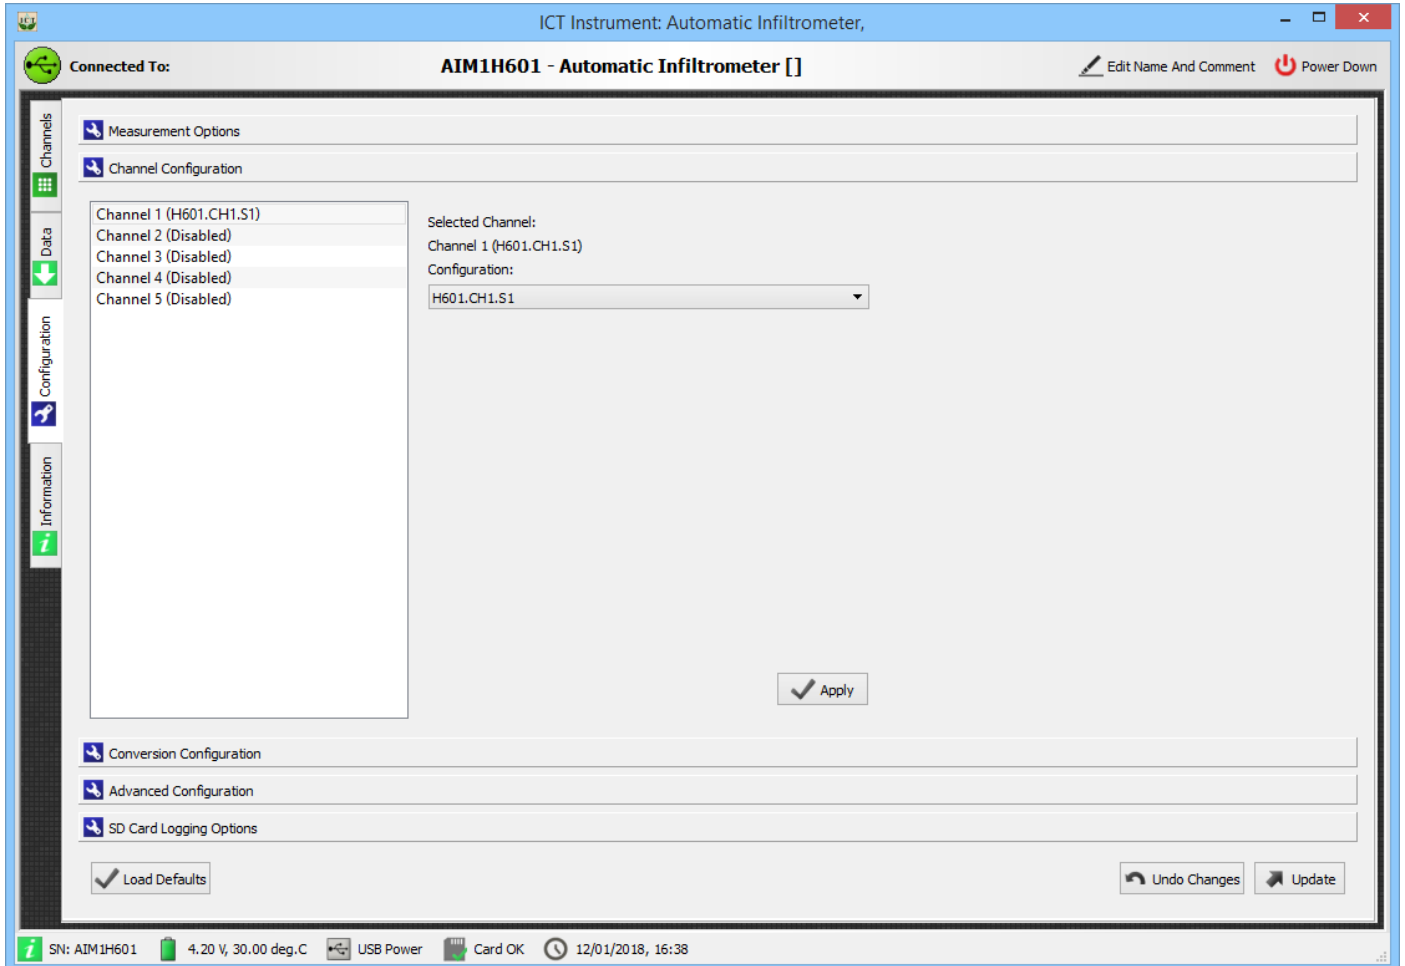 ICT Instrument: Automatic Infiltrometer,
Connected To:
AIM1H601 - Automatic Infiltrometer []
Edit Name And Comment
Power Down
Channels
Data
Configuration
Information
Measurement Options
Channel Configuration
Channel 1 (H601.CH1.S1)
Channel 2 (Disabled)
Channel 3 (Disabled)
Channel 4 (Disabled)
Channel 5 (Disabled)
Selected Channel:
Channel 1 (H601.CH1.S1)
Configuration:
H601.CH1.S1
Apply
Conversion Configuration
Advanced Configuration
SD Card Logging Options
Load Defaults
Undo Changes
Update
SN: AIM1H601
4.20 V, 30.00 deg.C
USB Power
Card OK
12/01/2018, 16:38